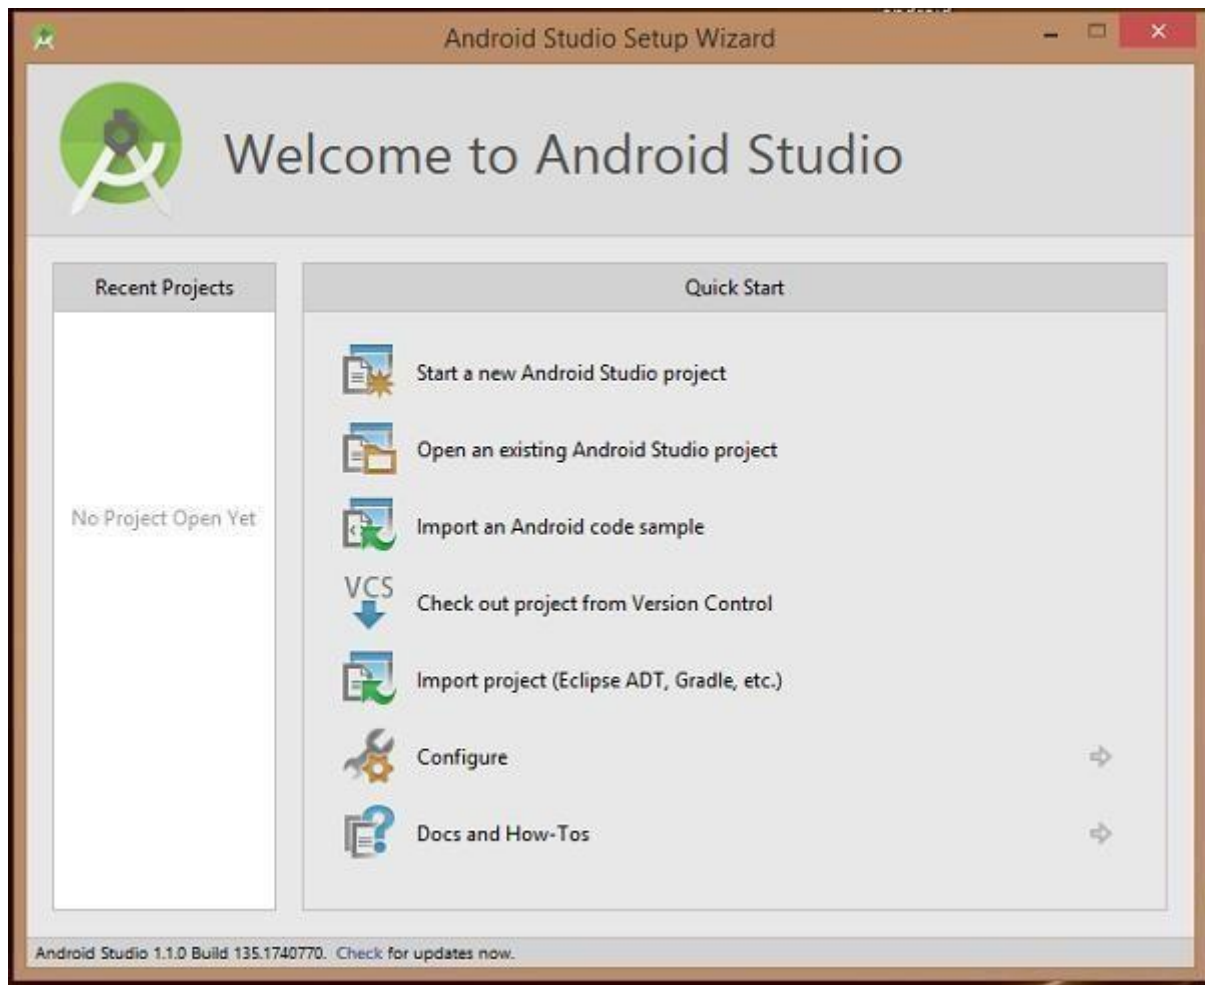 Android Studio Setup Wizard
Welcome to Android Studio
Recent Projects
No Project Open Yet
Quick Start
Start a new Android Studio project
Open an existing Android Studio project
Import an Android code sample
VCS
Check out project from Version Control
Import project (Eclipse ADT, Gradle, etc.)
Configure
Docs and How-Tos
Android Studio 1.1.0 Build 135.1740770. Check for updates now.